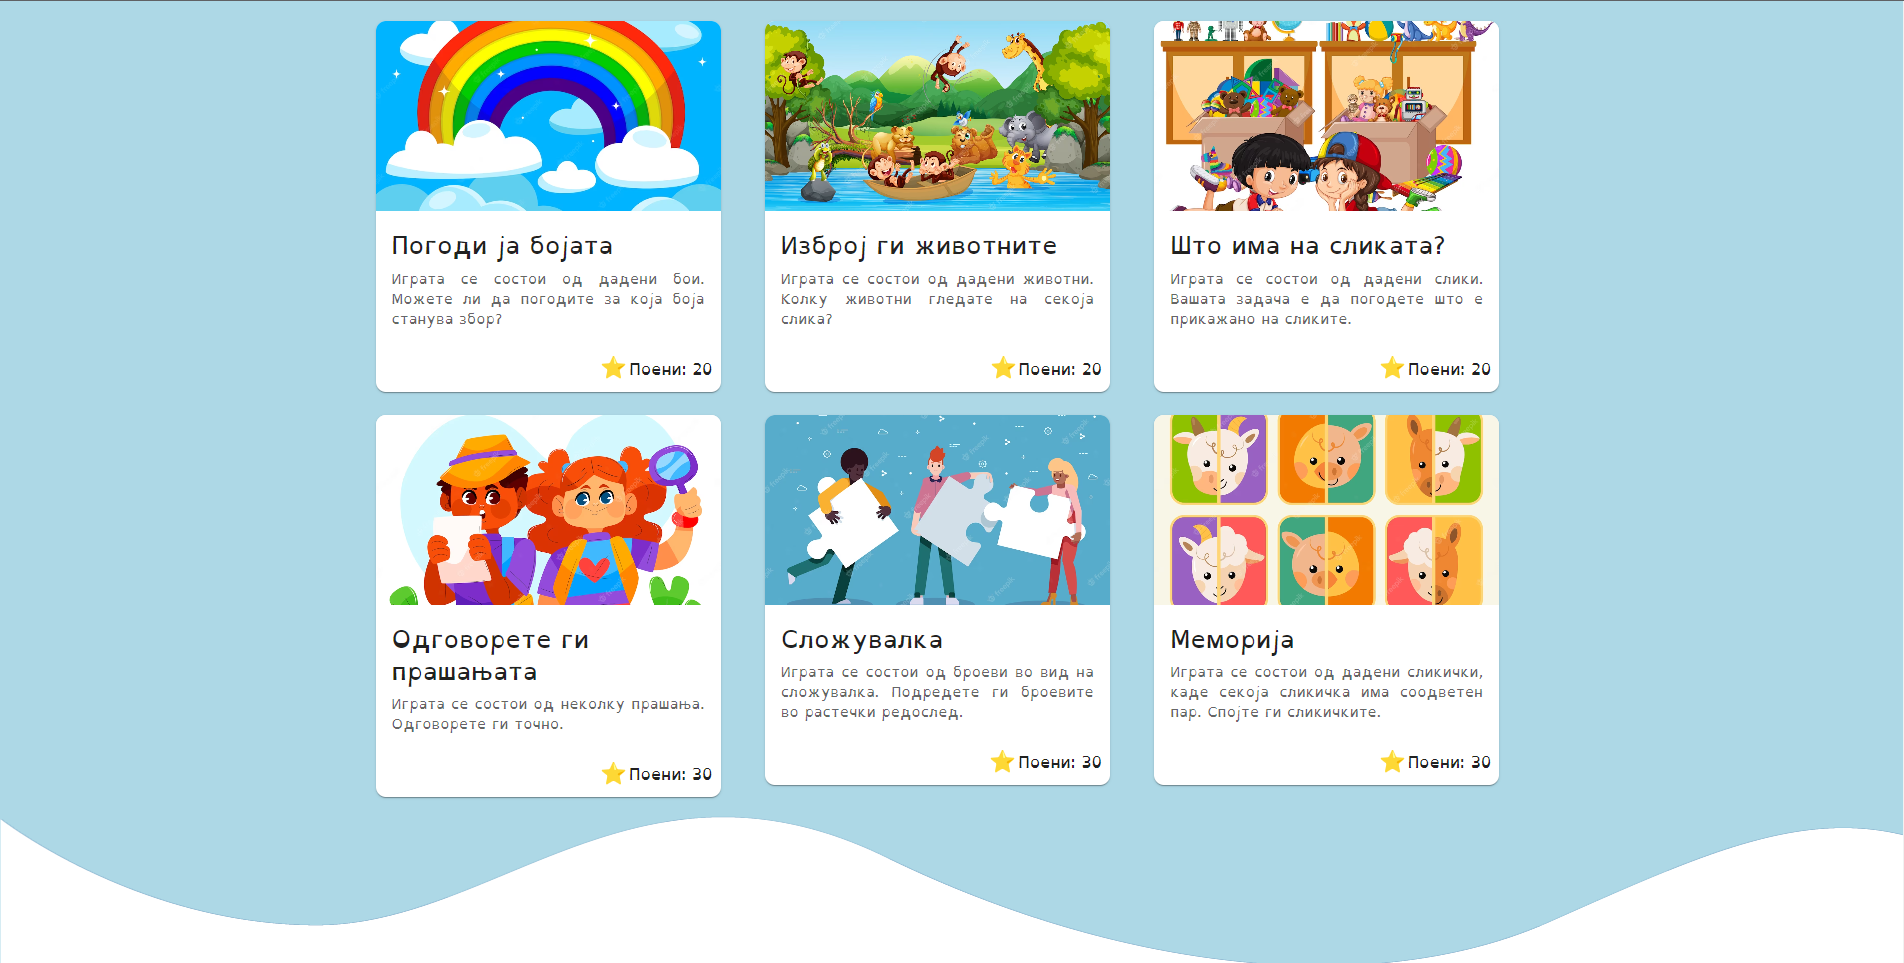 Погоди ја бојата
Играта се состои од дадени бои.
Можете ли да погодите за која боја
станува збор?
Поени: 20
Изброј ги животните
Играта се состои од дадени животни.
Колку животни гледате на секоја
слика?
Поени: 20
Што има на сликата?
Играта се состои од дадени слики.
Вашата задача е да погодете што е
прикажано на сликите.
Поени: 20
Одговорете ги
прашањата
Играта се состои од неколку прашања.
Одговорете ги точно.
Поени: 30
Сложувалка
Играта се состои од броеви во вид на
сложувалка. Подредете ги броевите
во растечки редослед.
Поени: 30
Меморија
Играта се состои од дадени сликички,
каде секоја сликичка има соодветен
пар. Спојте ги сликичките.
Поени: 30